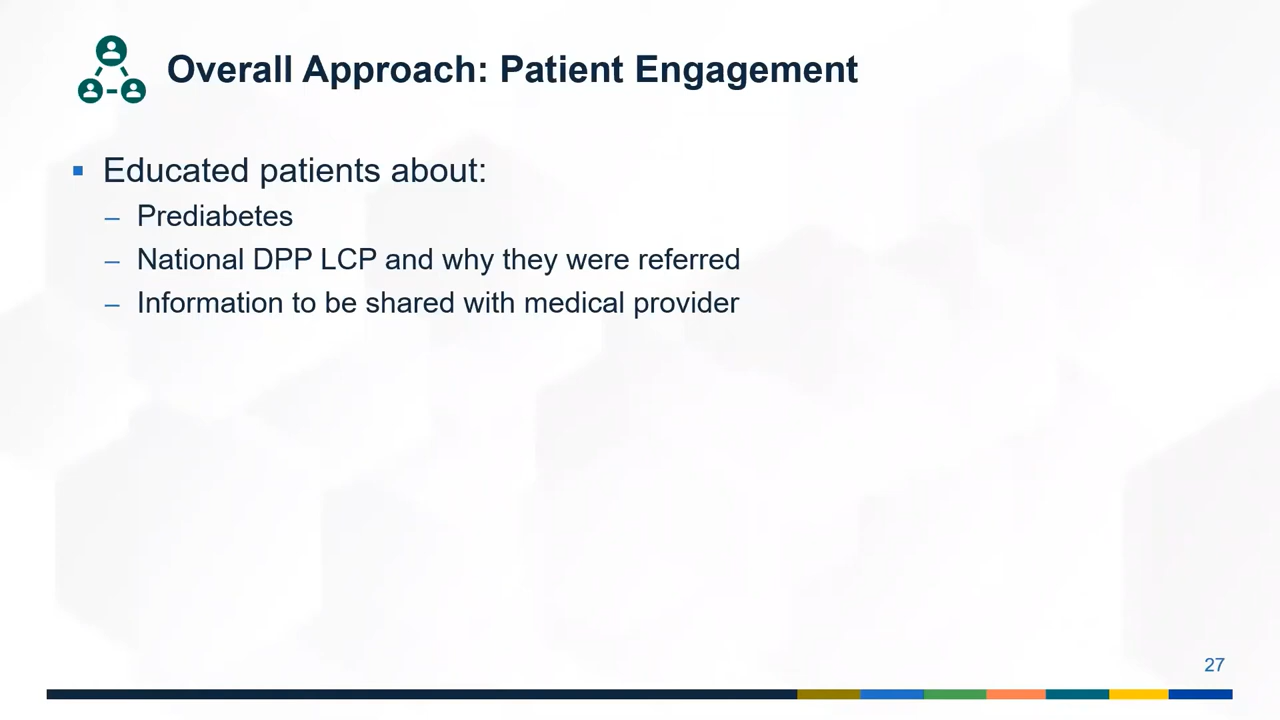 Overall Approach: Patient Engagement
▪ Educated patients about:
– Prediabetes
– National DPP LCP and why they were referred
– Information to be shared with medical provider
27